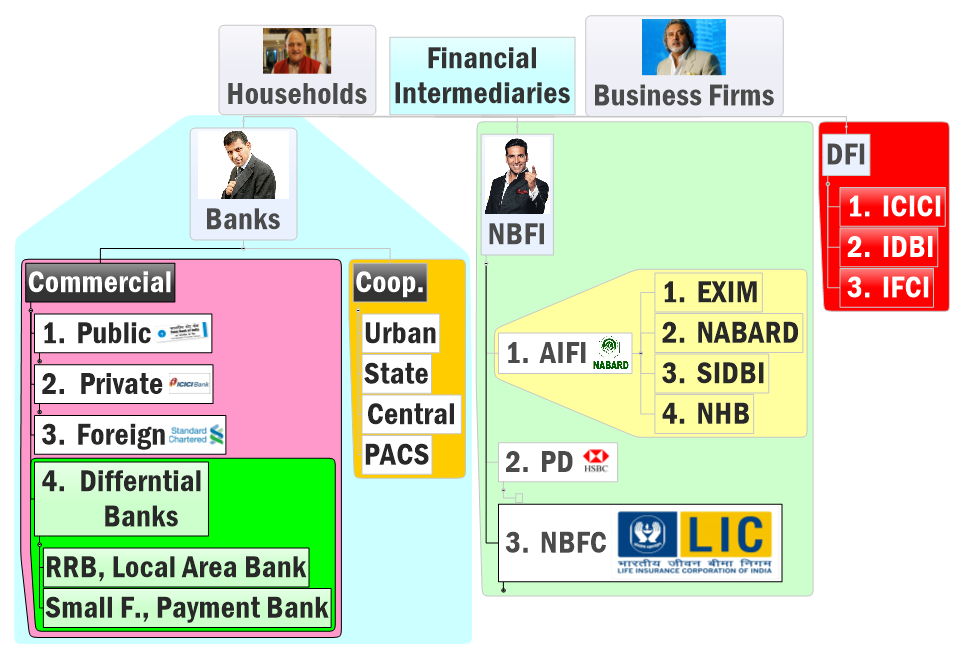 Households
Financial
Intermediaries
Business Firms
Banks
Commercial
1. Public
2. Private
ICICI Bank
3. Foreign
Standard
Chartered
4. Differntial
Banks
RRB, Local Area Bank
Small F., Payment Bank
Coop.
Urban
State
Central
PACS
NBFI
1. AIFI
NABARD
1. EXIM
2. NABARD
3. SIDBI
4. NHB
2. PD
HSBC
3. NBFC
LIC
भारतीय जीवन बीमा निगम
LIFE INSURANCE CORPORATION OF INDIA
DFI
1. ICICI
2. IDBI
3. IFCI